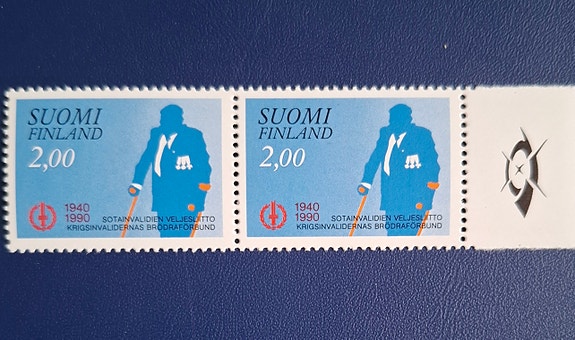 SUOMI
FINLAND
2,00
1940
1990
SOTAINVALIDIEN VELJESLIITTO
KRIGSINVALIDERNAS BRÖDRAFÖRBUND
SUOMI
FINLAND
2,00
1940
1990
SOTAINVALIDIEN VELJESLIITTO
KRIGSINVALIDERNAS BRÖDRAFÖRBUND